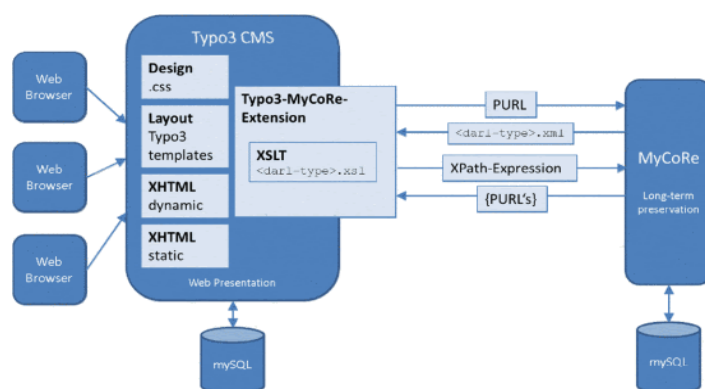 Typo3 CMS
Web
Browser
Web
Browser
Web
Browser
Design
.css
Layout
Typo3
templates
XHTML
dynamic
XHTML
static
Typo3-MyCoRe-
Extension
XSLT
<darl-type>.xsl
Web Presentation
mySQL
PURL
<darl-type>.xml
XPath-Expression
{PURL's}
MyCoRe
Long-term
preservation
mySQL